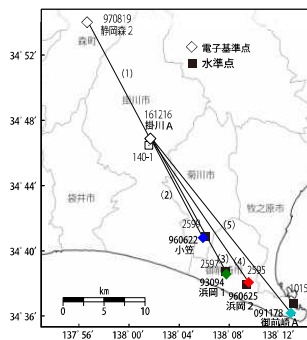 34˚ 52'
34˚ 48'
34˚ 44'
34˚ 40'
34˚ 36'
970819
静岡森2
森町
電子基準点
水準点
(1)
掛川市
161216
掛川A
140-1
菊川市
袋井市
(2)
(5)
牧之原市
2599
960622
小笠
(3)
(4)
2597
2595
93094
浜岡1
960625
浜岡2
1015
091178
御前崎A
km
0
5
10
137˚ 56'
138˚ 00'
138˚ 04'
138˚ 08'
138˚ 12'